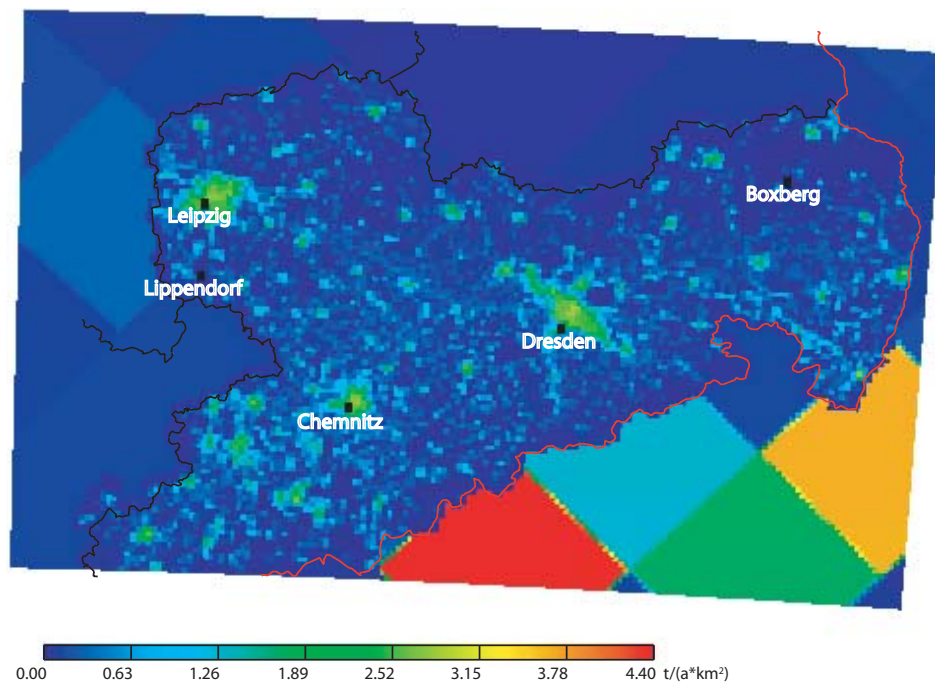 Boxberg
Leipzig
Lippendorf
Dresden
Chemnitz
0.00 0.63 1.26 1.89 2.52 3.15 3.78 4.40 t/(a*km²)